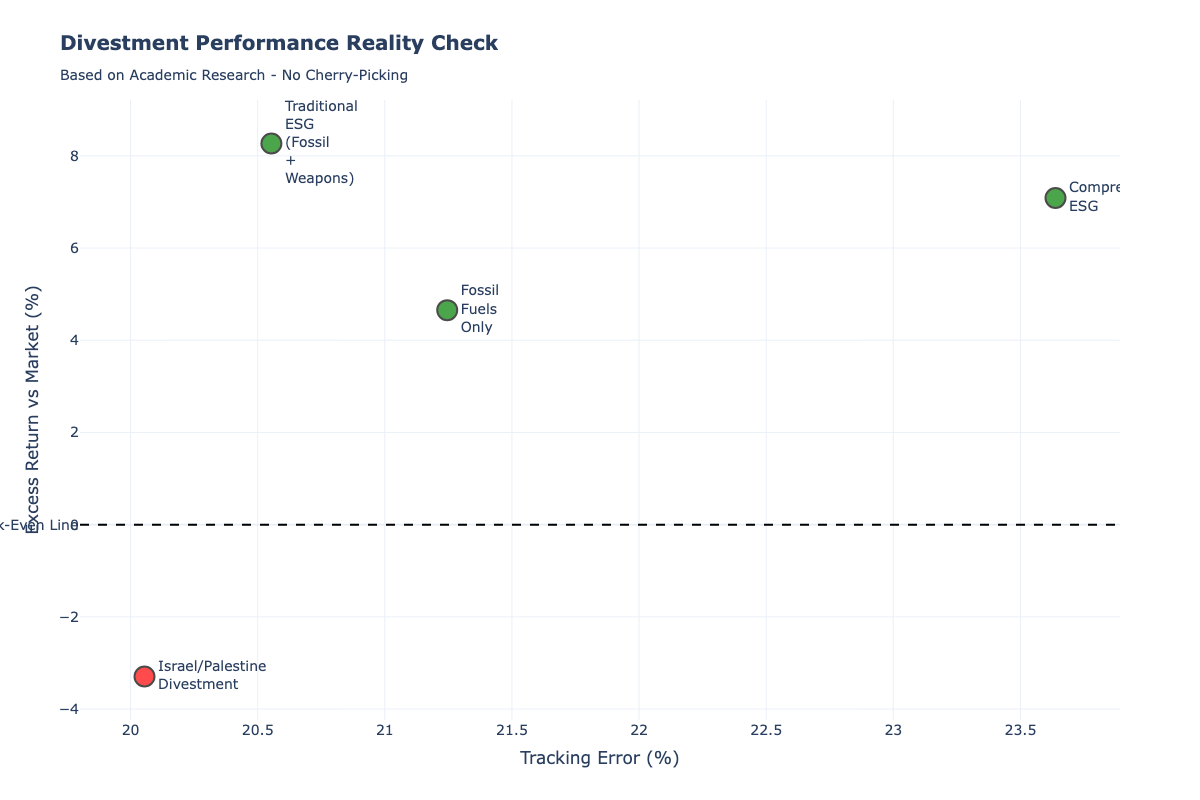 Divestment Performance Reality Check
Based on Academic Research - No Cherry-Picking
Traditional
ESG
(Fossil
+
Weapons)
Compre
ESG
Fossil
Fuels
Only
Israel/Palestine
Divestment
k-Even Line
Excess Return vs Market (%)
8
6
4
2
0
−2
−4
20
20.5
21
21.5
22
22.5
23
23.5
Tracking Error (%)